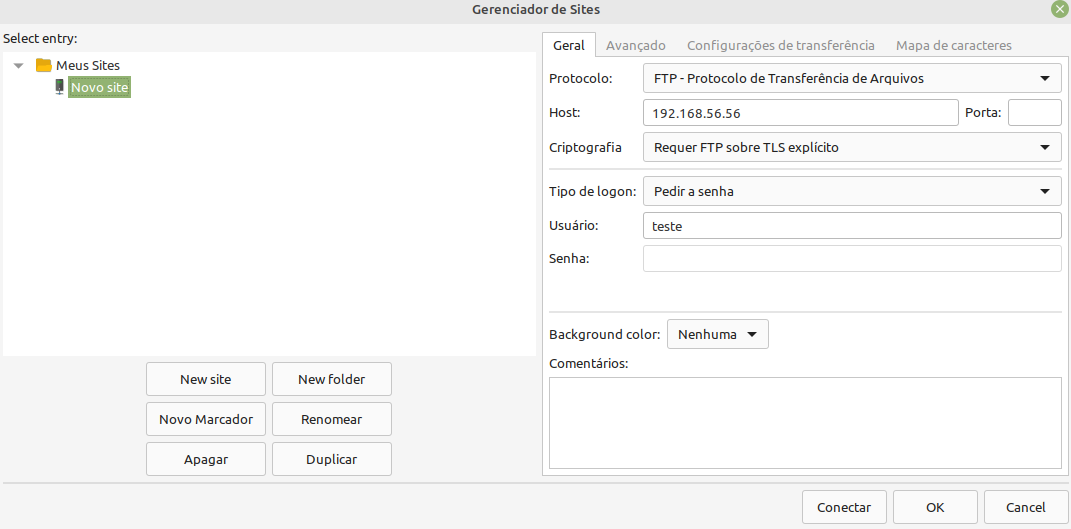 Gerenciador de Sites
Select entry:
Meus Sites
Novo site
New site
New folder
Novo Marcador
Renomear
Apagar
Duplicar
Geral
Avançado
Configurações de transferência
Mapa de caracteres
Protocolo:
FTP - Protocolo de Transferência de Arquivos
Host:
192.168.56.56
Porta:
Criptografia
Requer FTP sobre TLS explícito
Tipo de logon:
Pedir a senha
Usuário:
teste
Senha:
Background color:
Nenhuma
Comentários:
Conectar
OK
Cancel